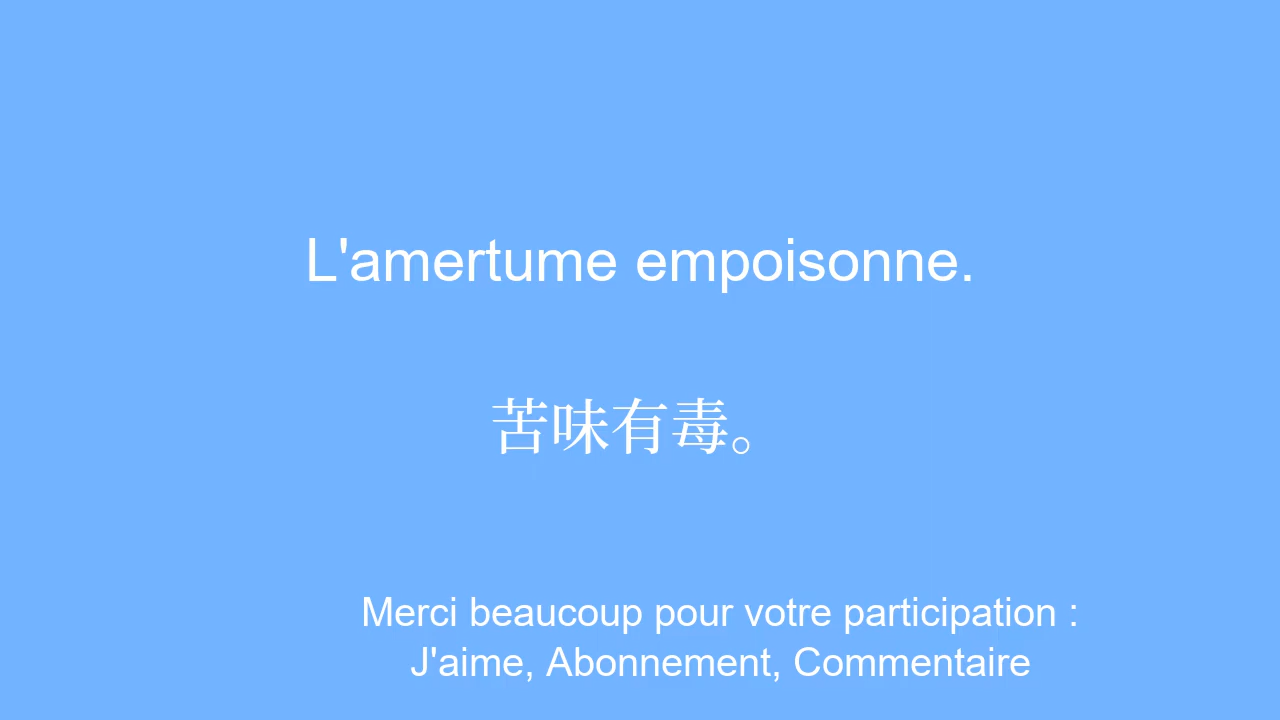 L'amertume empoisonne.
苦味有毒。
Merci beaucoup pour votre participation :
J'aime, Abonnement, Commentaire